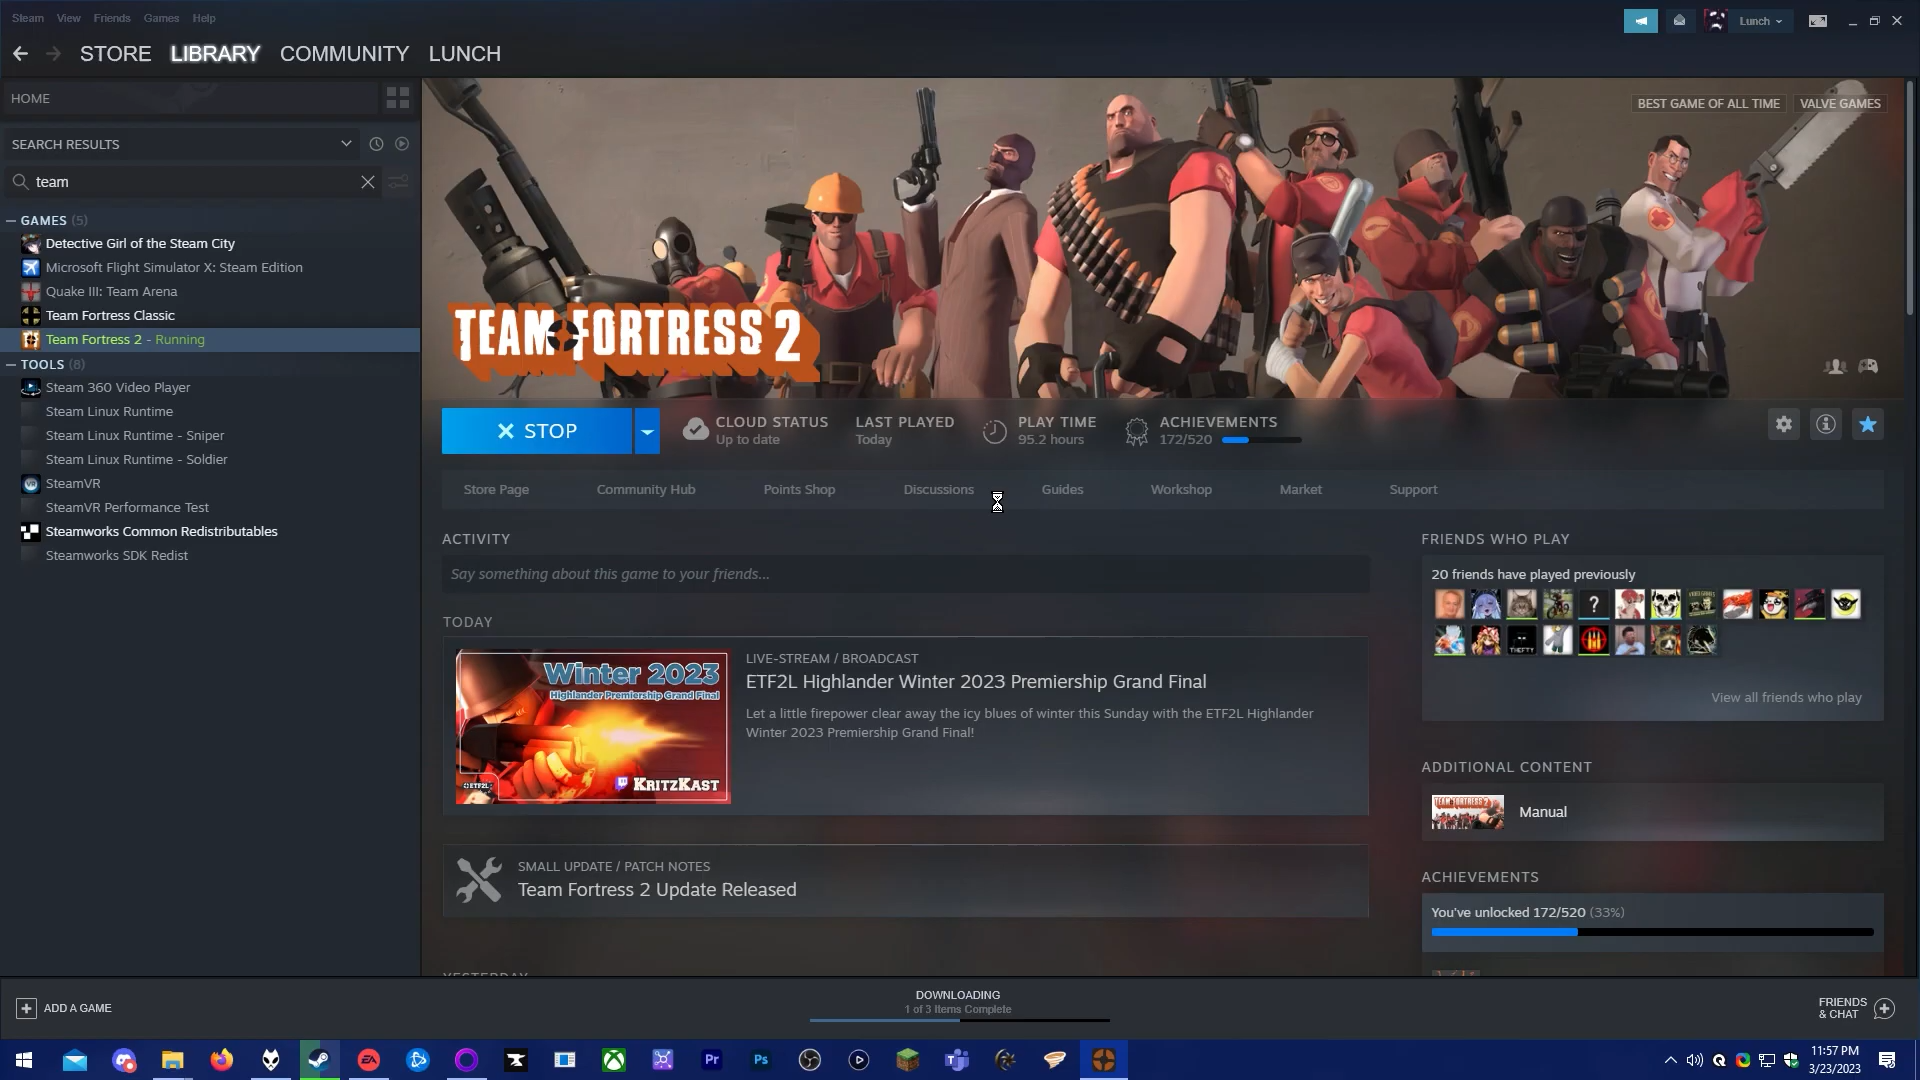 Steam View Friends Games Help
Lunch
STORE LIBRARY COMMUNITY LUNCH
HOME
SEARCH RESULTS
team
GAMES (5)
Detective Girl of the Steam City
Microsoft Flight Simulator X: Steam Edition
Quake III: Team Arena
Team Fortress Classic
Team Fortress 2 - Running
TOOLS (8)
Steam 360 Video Player
Steam Linux Runtime
Steam Linux Runtime - Sniper
Steam Linux Runtime - Soldier
SteamVR
SteamVR Performance Test
Steamworks Common Redistributables
Steamworks SDK Redist
BEST GAME OF ALL TIME VALVE GAMES
TEAM FORTRESS 2
STOP
CLOUD STATUS
Up to date
LAST PLAYED
Today
PLAY TIME
95.2 hours
ACHIEVEMENTS
172/520
Store Page Community Hub Points Shop Discussions Guides Workshop Market Support
ACTIVITY
Say something about this game to your friends...
TODAY
Winter 2023
Highlander Premiership Grand Final
ETF2L
KRITZKAST
LIVE-STREAM / BROADCAST
ETF2L Highlander Winter 2023 Premiership Grand Final
Let a little firepower clear away the icy blues of winter this Sunday with the ETF2L Highlander
Winter 2023 Premiership Grand Final!
SMALL UPDATE / PATCH NOTES
Team Fortress 2 Update Released
YESTERDAY
FRIENDS WHO PLAY
20 friends have played previously
?
View all friends who play
ADDITIONAL CONTENT
TEAM FORTRESS 2
Manual
ACHIEVEMENTS
You've unlocked 172/520 (33%)
ADD A GAME
DOWNLOADING
1 of 3 Items Complete
FRIENDS
& CHAT
EA
Pr
Ps
11:57 PM
3/23/2023